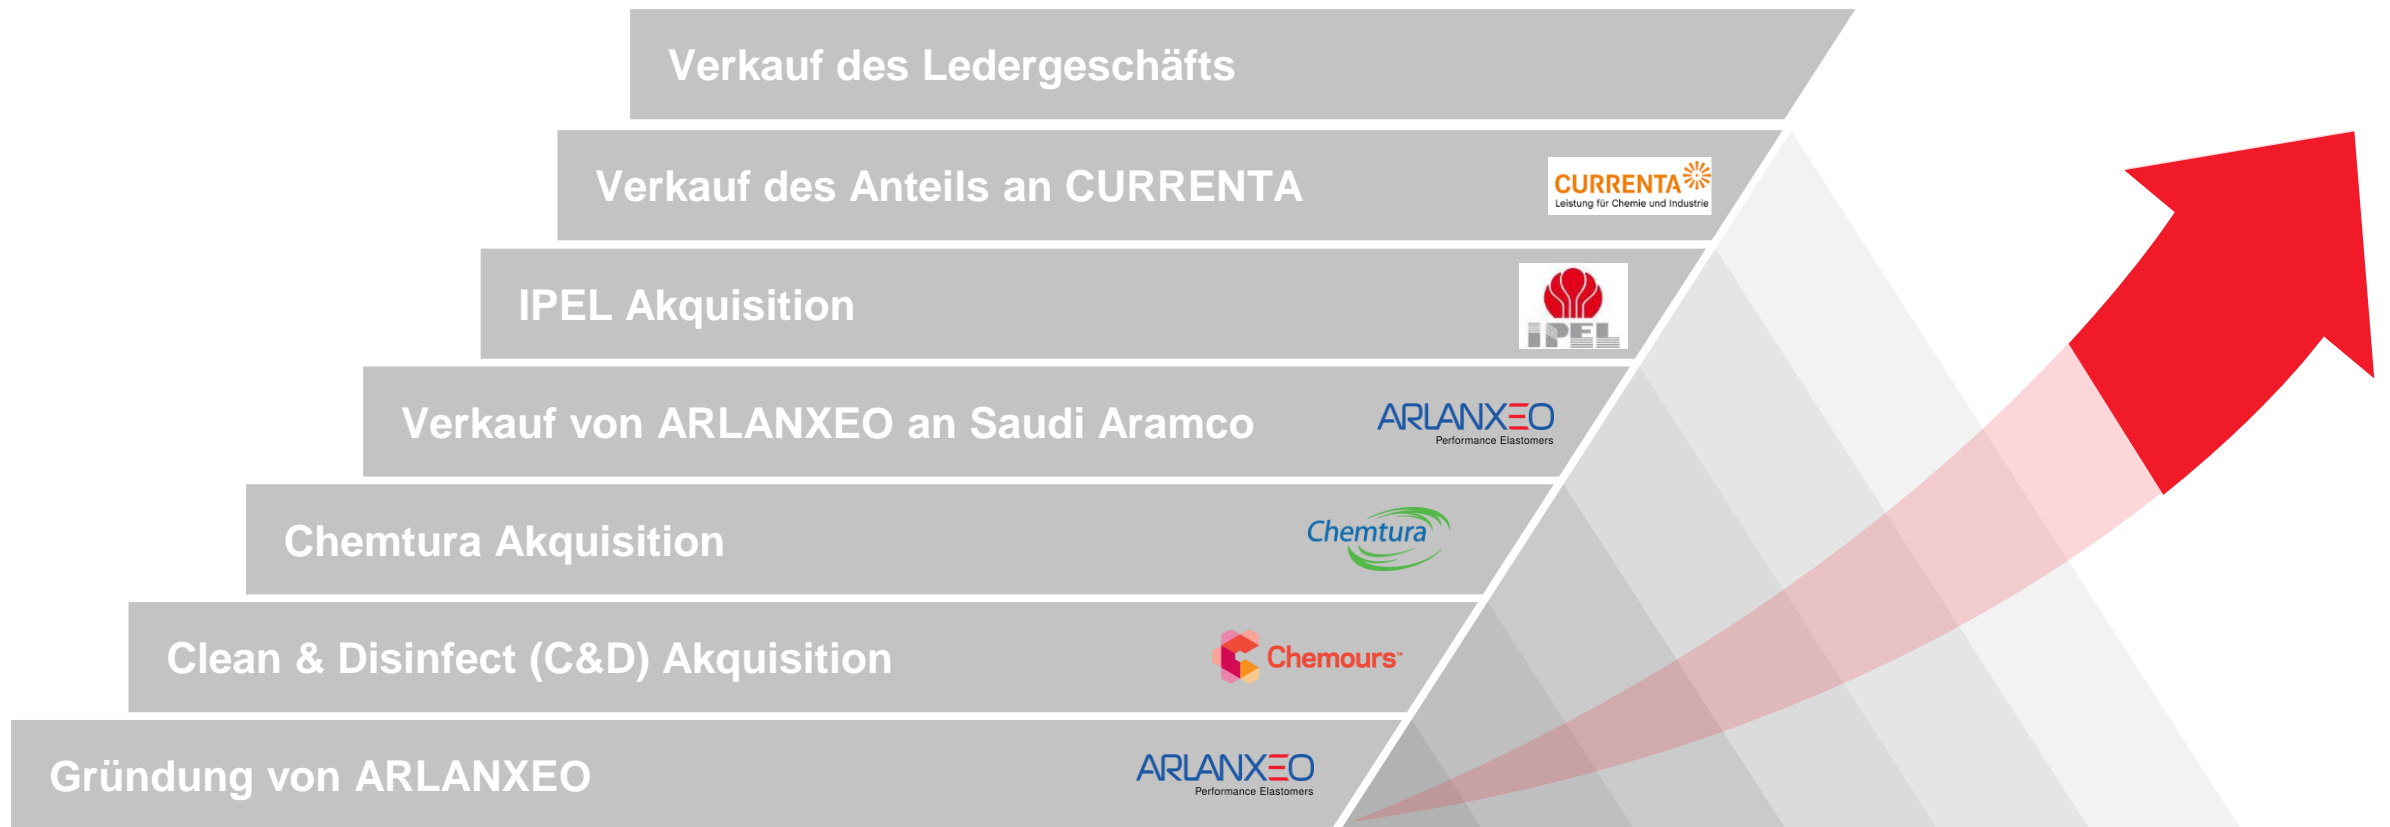 Verkauf des Ledergeschäfts
Verkauf des Anteils an CURRENTA
CURRENTA
Leistung für Chemie und Industrie
IPEL Akquisition
IPEL
Verkauf von ARLANXEO an Saudi Aramco
ARLANXEO
Performance Elastomers
Chemtura Akquisition
Chemtura
Clean & Disinfect (C&D) Akquisition
Chemours™
Gründung von ARLANXEO
ARLANXEO
Performance Elastomers